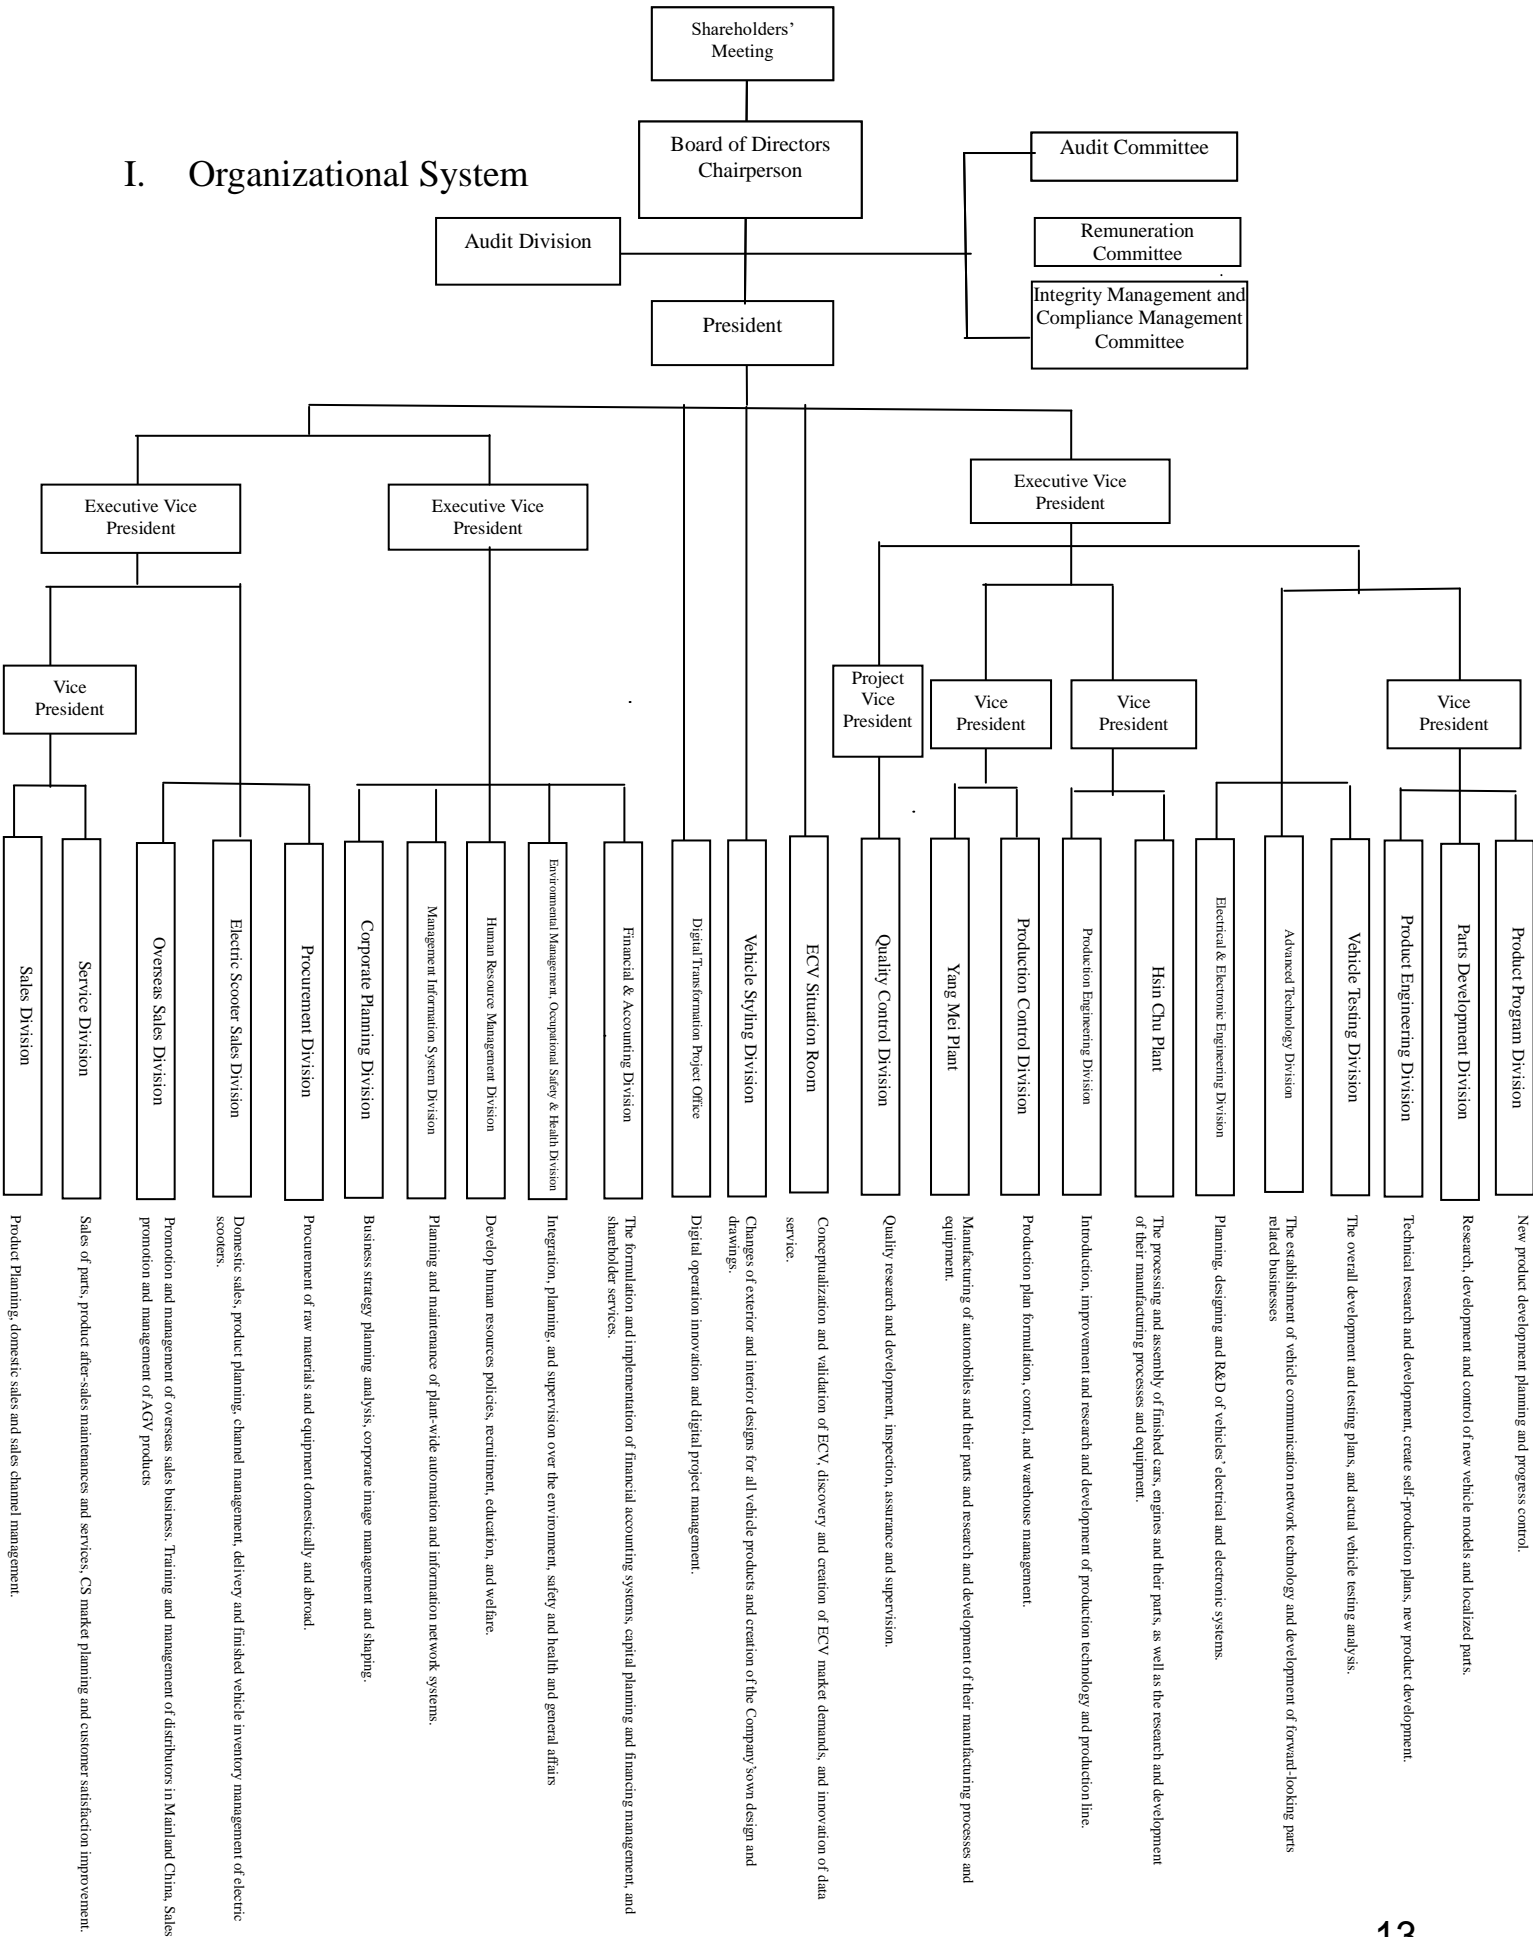 Shareholders’
Meeting
Board of Directors
Chairperson
Audit Committee
I. Organizational System
Audit Division
Remuneration
Committee
Integrity Management and
Compliance Management
Committee
President
Executive Vice
President
Executive Vice
President
Executive Vice
President
Vice
President
Project
Vice
President
Vice
President
Vice
President
Vice
President
Sales Division
Service Division
Overseas Sales Division
Electric Scooter Sales Division
Procurement Division
Corporate Planning Division
Management Information System Division
Human Resource Management Division
Environmental Management, Occupational Safety & Health Division
Financial & Accounting Division
Digital Transformation Project Office
Vehicle Styling Division
ECV Situation Room
Quality Control Division
Yang Mei Plant
Production Control Division
Production Engineering Division
Hsin Chu Plant
Electrical & Electronic Engineering Division
Advanced Technology Division
Vehicle Testing Division
Product Engineering Division
Parts Development Division
Product Program Division
Product Planning, domestic sales and sales channel management.
Sales of parts, product after-sales maintenances and services, CS market planning and customer satisfaction improvement.
Promotion and management of overseas sales business. Training and management of distributors in Mainland China, Sales
promotion and management of AGV products
Domestic sales, product planning, channel management, delivery and finished vehicle inventory management of electric
scooters.
Procurement of raw materials and equipment domestically and abroad.
Business strategy planning analysis, corporate image management and shaping.
Planning and maintenance of plant-wide automation and information network systems.
Develop human resources policies, recruitment, education, and welfare.
Integration, planning, and supervision over the environment, safety and health and general affairs
The formulation and implementation of financial accounting systems, capital planning and financing management, and
shareholder services.
Digital operation innovation and digital project management.
Changes of exterior and interior designs for all vehicle products and creation of the Company'sown design and
drawings.
Conceptualization and validation of ECV, discovery and creation of ECV market demands, and innovation of data
service.
Quality research and development, inspection, assurance and supervision.
Manufacturing of automobiles and their parts and research and development of their manufacturing processes and
equipment.
Production plan formulation, control, and warehouse management.
Introduction, improvement and research and development of production technology and production line.
The processing and assembly of finished cars, engines and their parts, as well as the research and development
of their manufacturing processes and equipment.
Planning, designing and R&D of vehicles’ electrical and electronic systems.
The establishment of vehicle communication network technology and development of forward-looking parts
related businesses
The overall development and testing plans, and actual vehicle testing analysis.
Technical research and development, create self-production plans, new product development.
Research, development and control of new vehicle models and localized parts.
New product development planning and progress control.
13